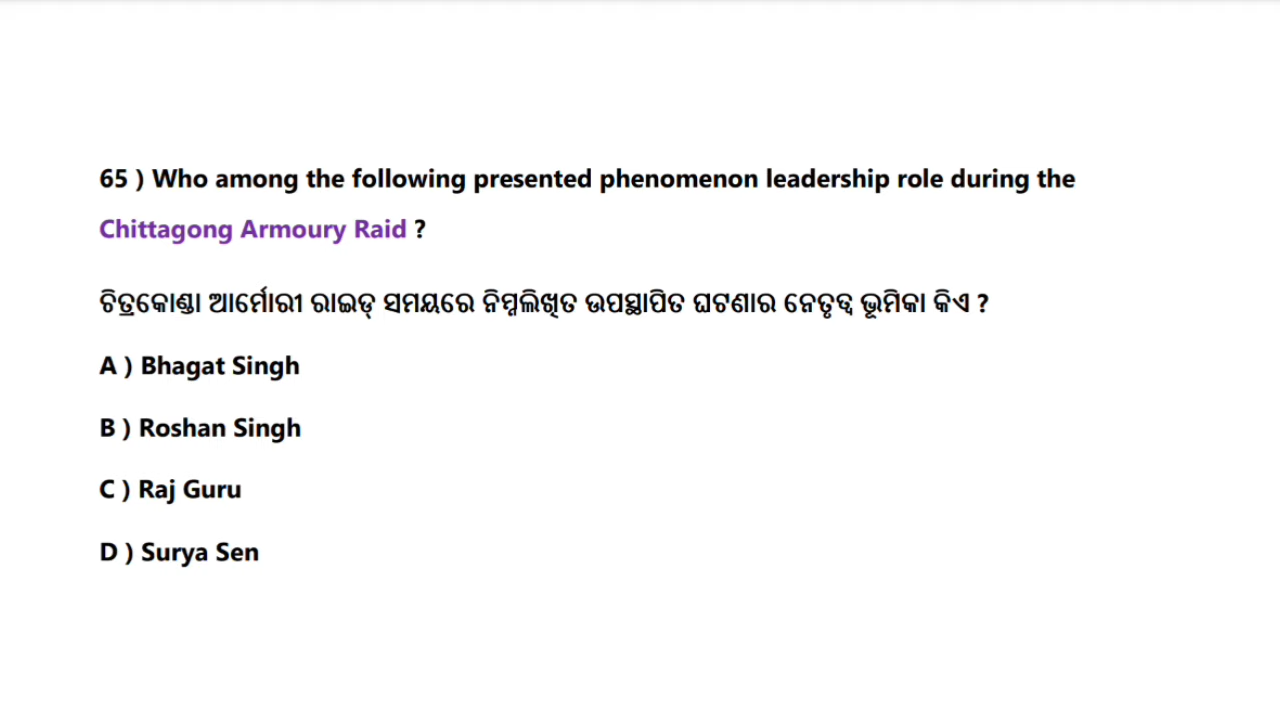 65 ) Who among the following presented phenomenon leadership role during the
Chittagong Armoury Raid ?
ଚିତ୍ରକୋଣ୍ଡା ଆର୍ମୋରୀ ରାଇଡ୍ ସମୟରେ ନିମ୍ନଲିଖିତ ଉପସ୍ଥାପିତ ଘଟଣାର ନେତୃତ୍ୱ ଭୂମିକା କିଏ ?
A ) Bhagat Singh
B ) Roshan Singh
C ) Raj Guru
D ) Surya Sen